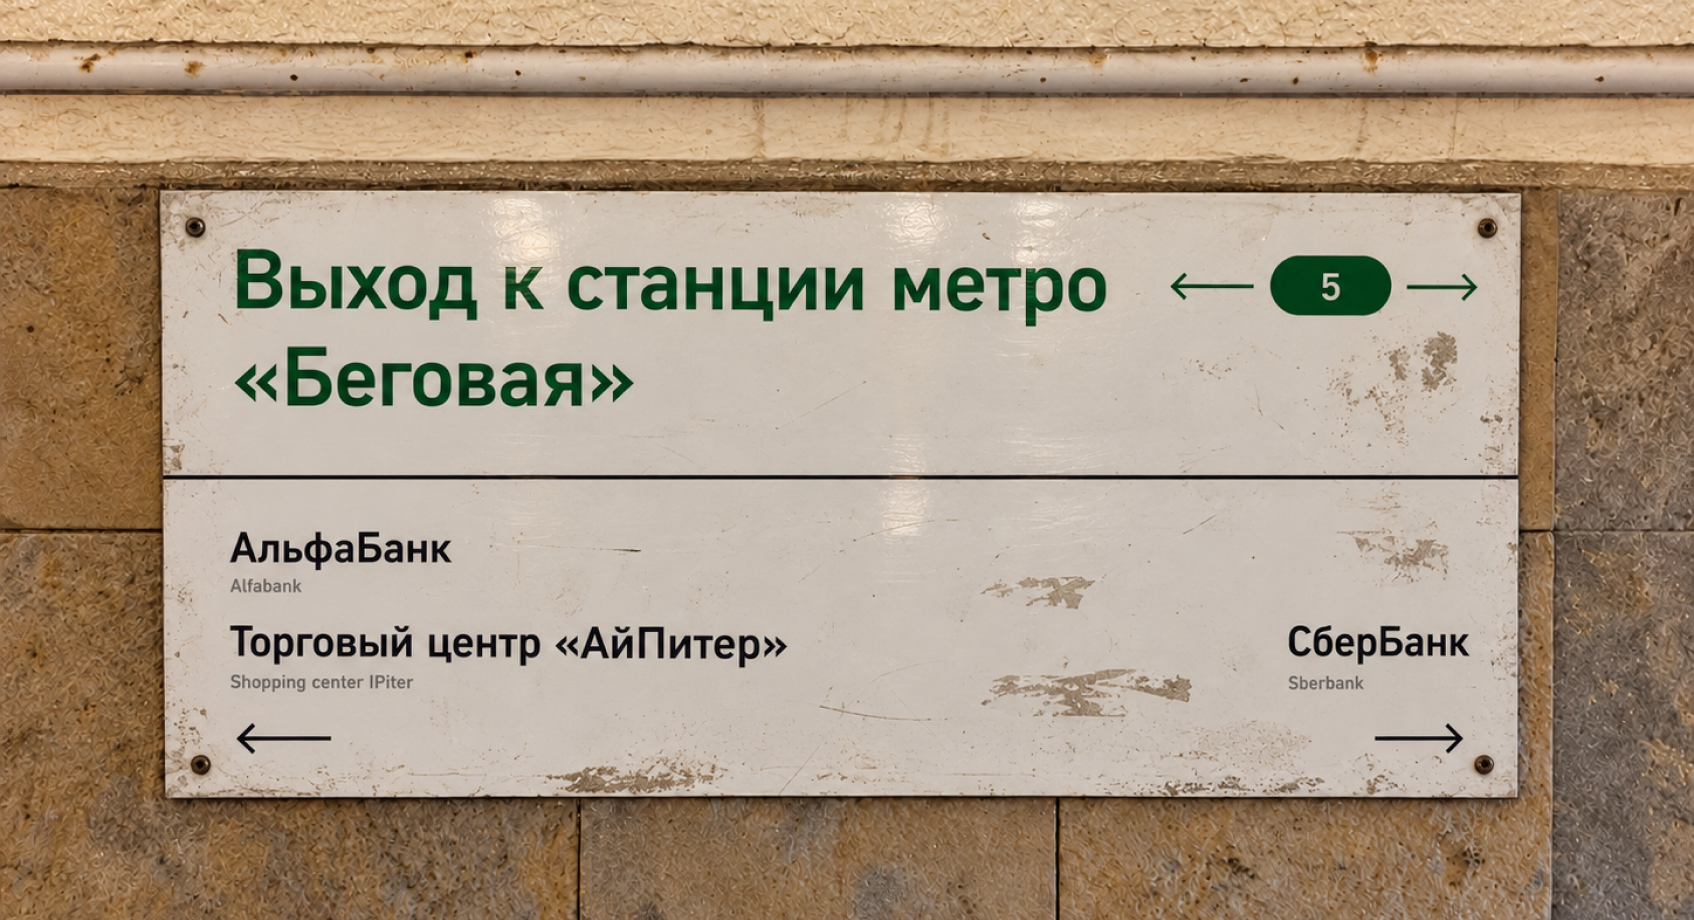 Выход к станции метро ← 5 →
«Беговая»
АльфаБанк
Alfabank
Торговый центр «АйПитер»
Shopping center IPiter
←
СберБанк
Sberbank
→